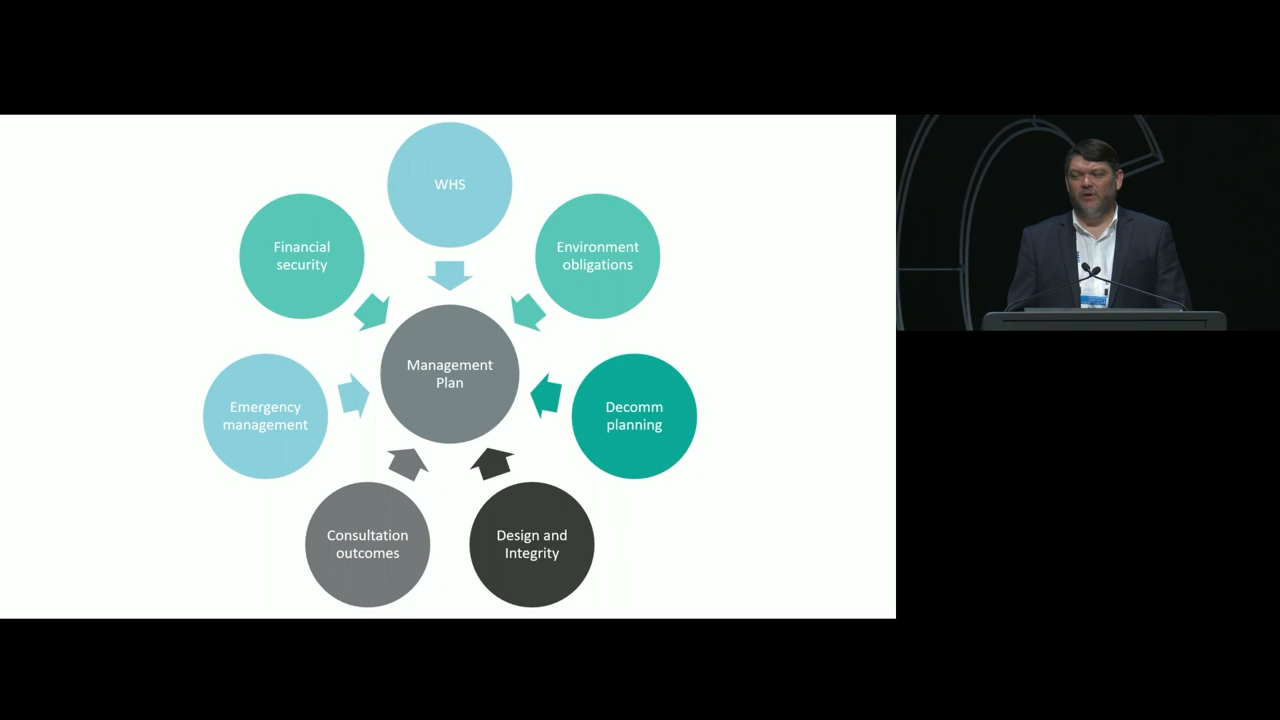 WHS
Environment
obligations
Decomm
planning
Design and
Integrity
Consultation
outcomes
Emergency
management
Financial
security
Management
Plan